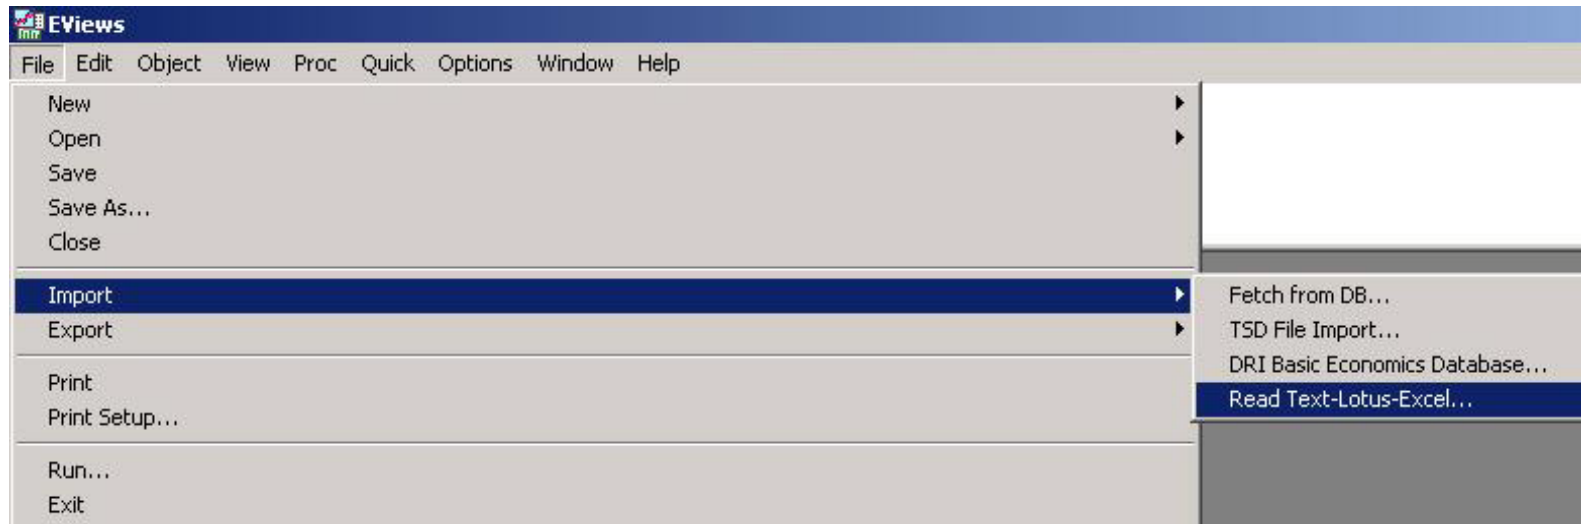 EViews
File Edit Object View Proc Quick Options Window Help
New
Open
Save
Save As...
Close
Import
Export
Print
Print Setup...
Run...
Exit
Fetch from DB...
TSD File Import...
DRI Basic Economics Database...
Read Text-Lotus-Excel...